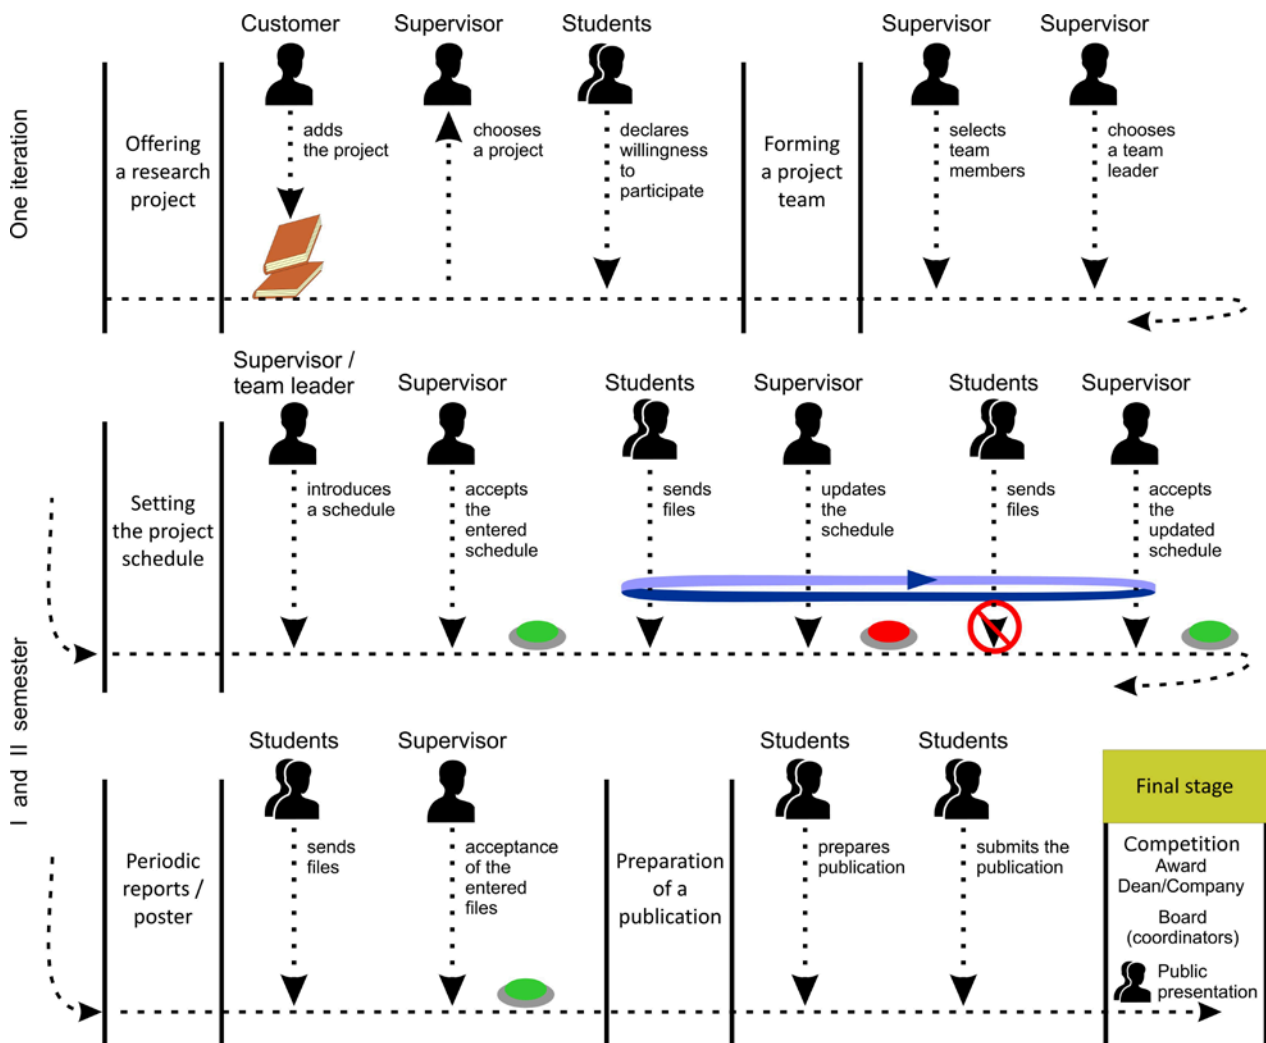 One iteration
Offering
a research
project
Customer
adds
the project
Supervisor
chooses
a project
Students
declares
willingness
to
participate
Forming
a project
team
Supervisor
selects
team
members
Supervisor
chooses
a team
leader
I and II semester
Setting
the project
schedule
Supervisor /
team leader
introduces
a schedule
Supervisor
accepts
the
entered
schedule
Students
sends
files
Supervisor
updates
the
schedule
Students
sends
files
Supervisor
accepts
the
updated
schedule
Periodic
reports /
poster
Students
sends
files
Supervisor
acceptance
of the
entered
files
Preparation
of a
publication
Students
prepares
publication
Students
submits the
publication
Final stage
Competition
Award
Dean/Company
Board
(coordinators)
Public
presentation